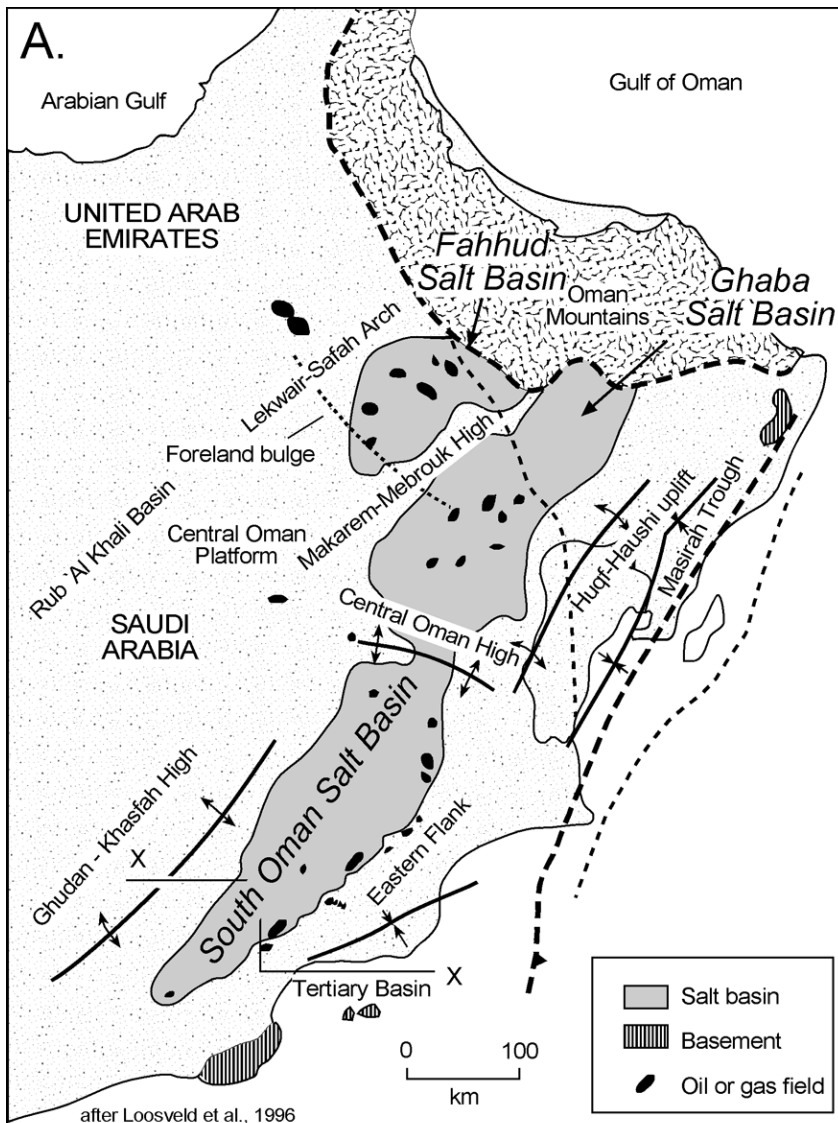 A.
Arabian Gulf
Gulf of Oman
UNITED ARAB
EMIRATES
Fahhud
Salt Basin
Oman
Mountains
Ghaba
Salt Basin
Lekwair-Safah Arch
Foreland bulge
Makarem-Mebrouk High
Rub `Al Khali Basin
Central Oman
Platform
Huqf-Haushi uplift
Masirah Trough
SAUDI
ARABIA
Central Oman High
South Oman Salt Basin
Ghudan - Khasfah High
X
Eastern Flank
X
Tertiary Basin
0
100
km
Salt basin
Basement
Oil or gas field
after Loosveld et al., 1996